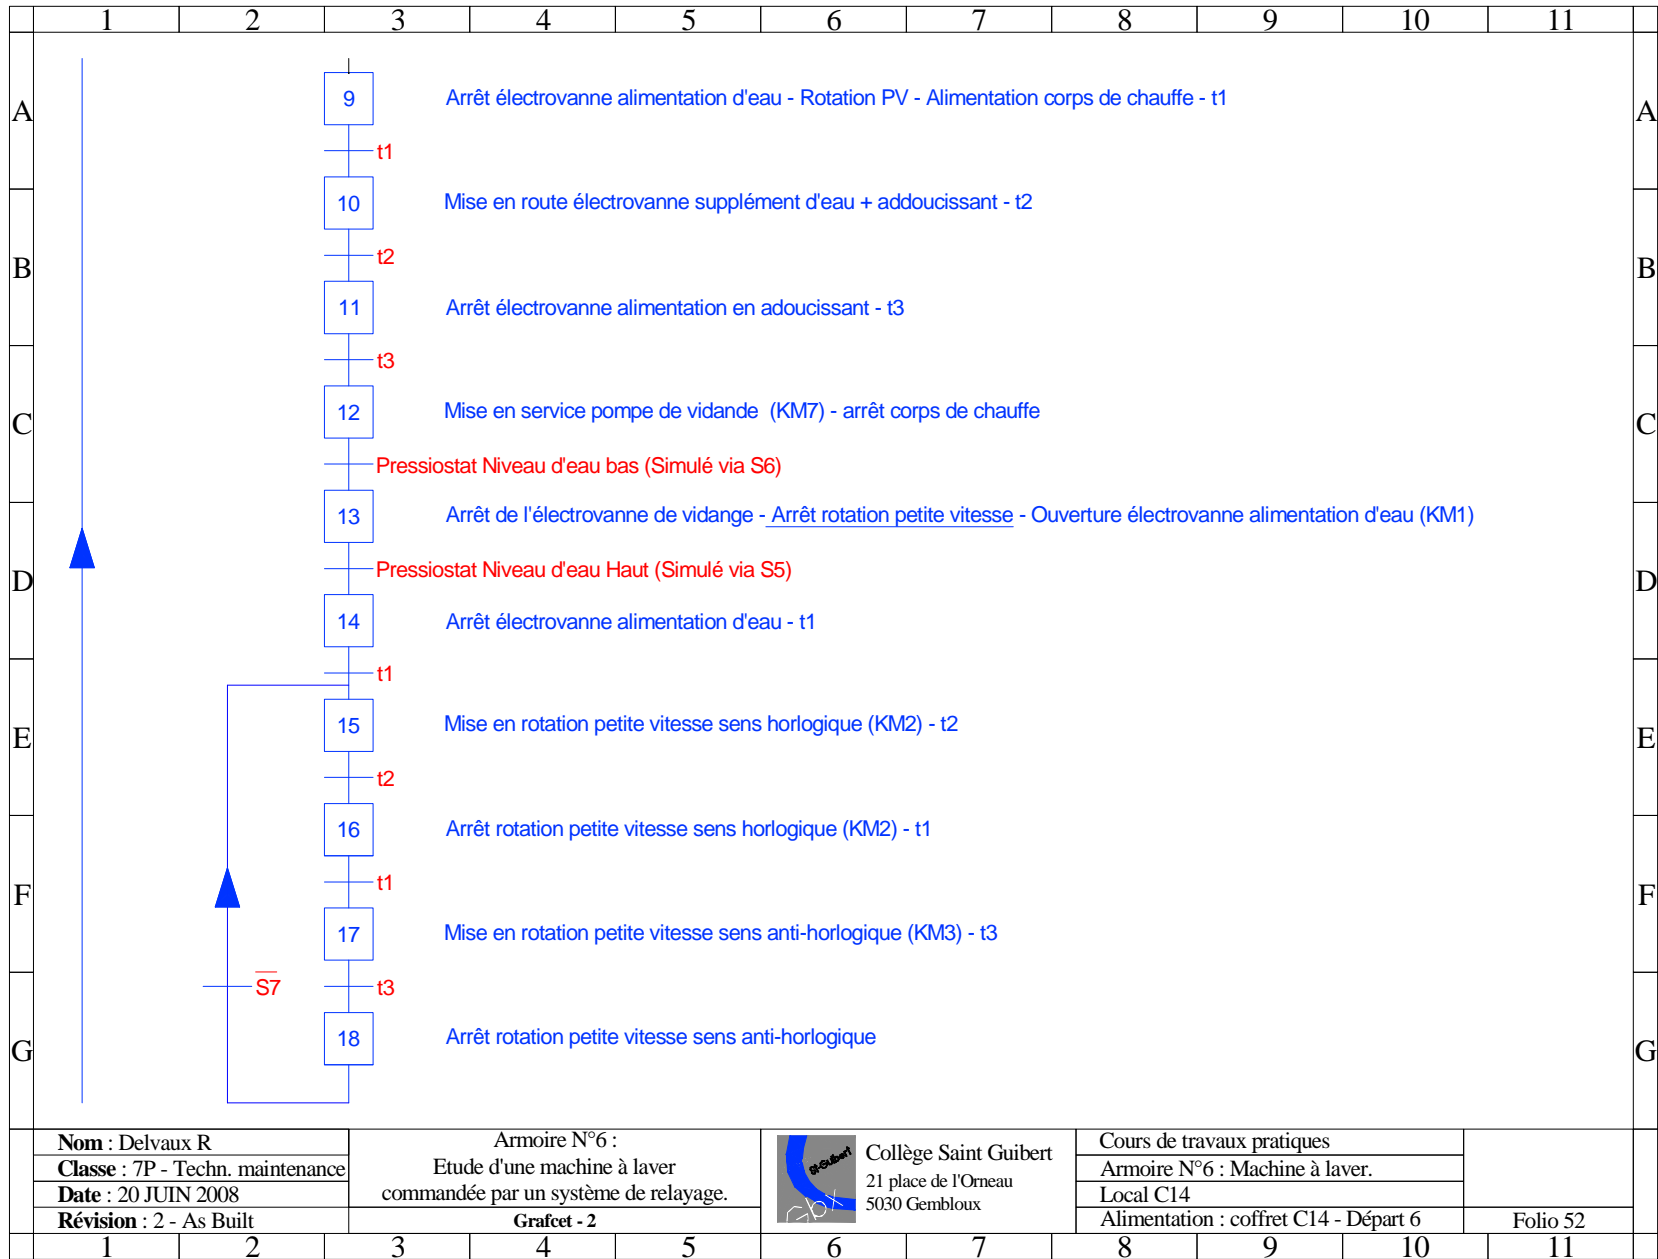 1 2 3 4 5 6 7 8 9 10 11
A A
9 Arrêt électrovanne alimentation d'eau - Rotation PV - Alimentation corps de chauffe - t1
t1
10 Mise en route électrovanne supplément d'eau + addoucissant - t2
B B
t2
11 Arrêt électrovanne alimentation en adoucissant - t3
t3
C C
12 Mise en service pompe de vidande (KM7) - arrêt corps de chauffe
Pressiostat Niveau d'eau bas (Simulé via S6)
13 Arrêt de l'électrovanne de vidange - Arrêt rotation petite vitesse - Ouverture électrovanne alimentation d'eau (KM1)
Pressiostat Niveau d'eau Haut (Simulé via S5)
D D
14 Arrêt électrovanne alimentation d'eau - t1
t1
15 Mise en rotation petite vitesse sens horlogique (KM2) - t2
E E
t2
16 Arrêt rotation petite vitesse sens horlogique (KM2) - t1
t1
F F
17 Mise en rotation petite vitesse sens anti-horlogique (KM3) - t3
S̅7̅ t3
18 Arrêt rotation petite vitesse sens anti-horlogique
G G
Nom : Delvaux R
Classe : 7P - Techn. maintenance
Date : 20 JUIN 2008
Révision : 2 - As Built
Armoire N°6 :
Etude d'une machine à laver
commandée par un système de relayage.
Grafcet - 2
St-Guibert
Collège Saint Guibert
21 place de l'Orneau
5030 Gembloux
Cours de travaux pratiques
Armoire N°6 : Machine à laver.
Local C14
Alimentation : coffret C14 - Départ 6
Folio 52
1 2 3 4 5 6 7 8 9 10 11